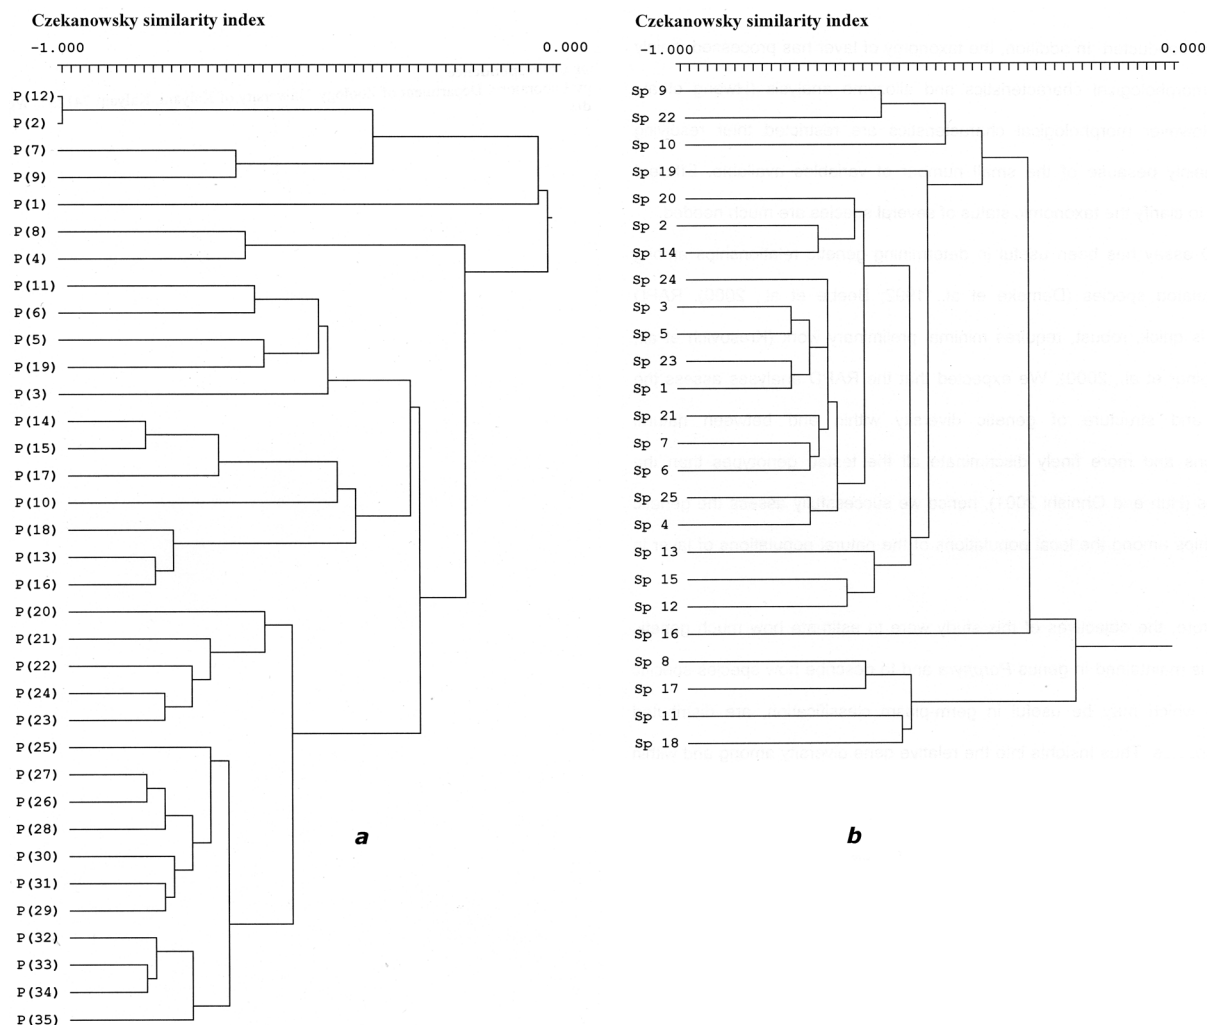 Czekanowsky similarity index
-1.000 0.000
P(12)
P(2)
P(7)
P(9)
P(1)
P(8)
P(4)
P(11)
P(6)
P(5)
P(19)
P(3)
P(14)
P(15)
P(17)
P(10)
P(18)
P(13)
P(16)
P(20)
P(21)
P(22)
P(24)
P(23)
P(25)
P(27)
P(26)
P(28)
P(30)
P(31)
P(29)
P(32)
P(33)
P(34)
P(35)
a
Czekanowsky similarity index
-1.000 0.000
Sp 9
Sp 22
Sp 10
Sp 19
Sp 20
Sp 2
Sp 14
Sp 24
Sp 3
Sp 5
Sp 23
Sp 1
Sp 21
Sp 7
Sp 6
Sp 25
Sp 4
Sp 13
Sp 15
Sp 12
Sp 16
Sp 8
Sp 17
Sp 11
Sp 18
b